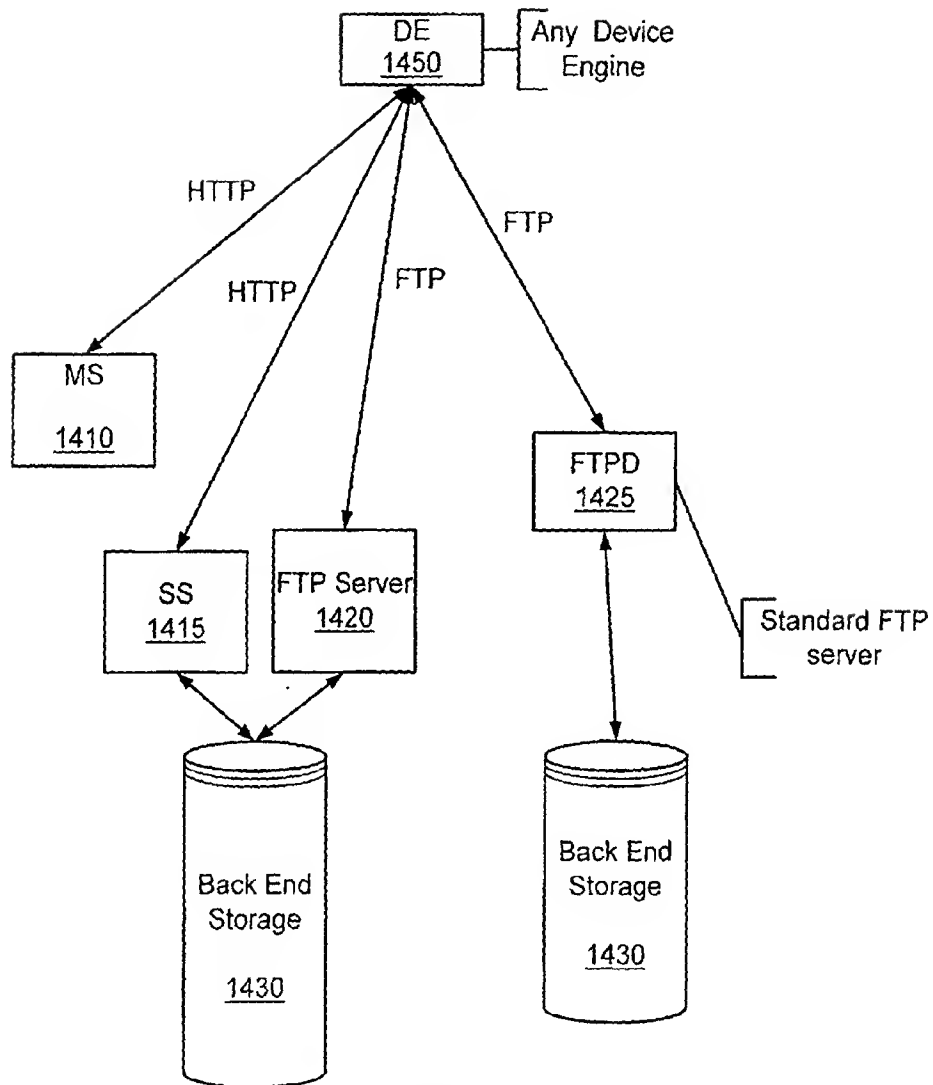 DE
1450
Any Device
Engine
HTTP
FTP
HTTP
FTP
MS
1410
FTPD
1425
SS
1415
FTP Server
1420
Standard FTP
server
Back End
Storage
1430
Back End
Storage
1430